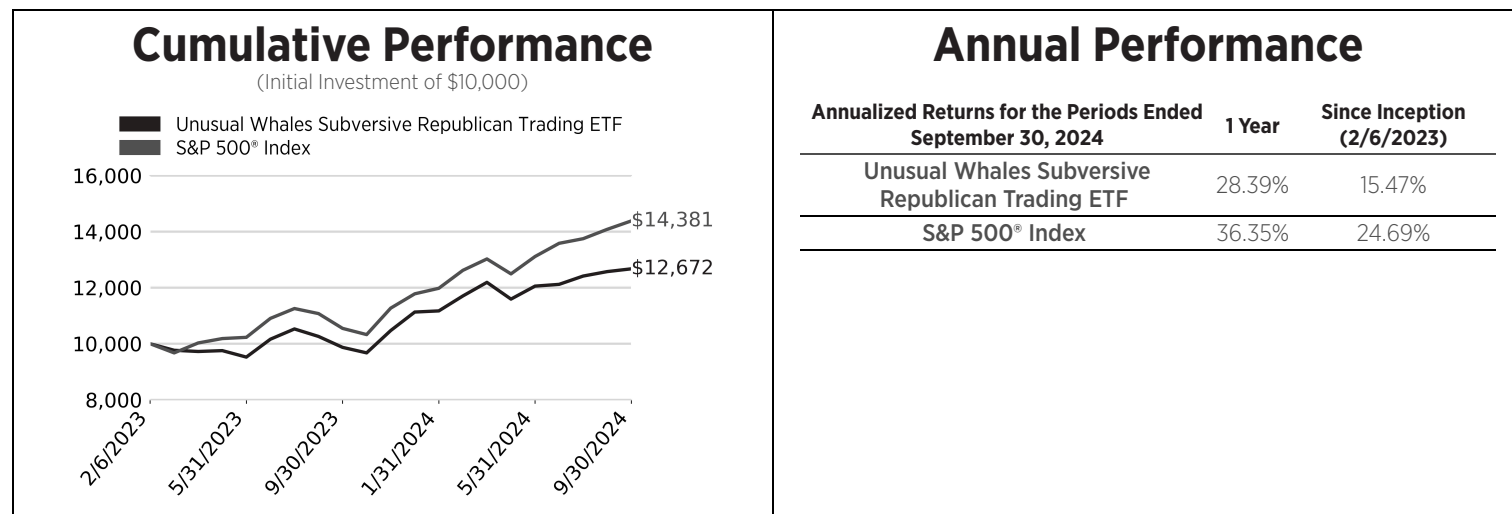 Cumulative Performance
(Initial Investment of $10,000)
Unusual Whales Subversive Republican Trading ETF
S&P 500® Index
16,000
14,000
12,000
10,000
8,000
$14,381
$12,672
2/6/2023
5/31/2023
9/30/2023
1/31/2024
5/31/2024
9/30/2024
Annual Performance
Annualized Returns for the Periods Ended
September 30, 2024
1 Year
Since Inception
(2/6/2023)
Unusual Whales Subversive
Republican Trading ETF
28.39%
15.47%
S&P 500® Index
36.35%
24.69%